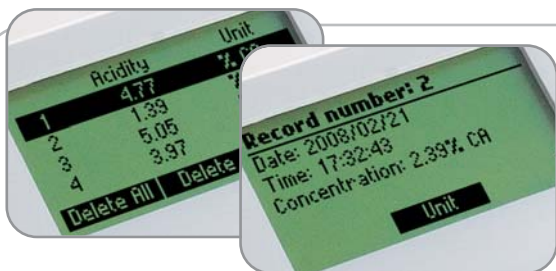 Acidity Unit
1 4.77 % CA
2 1.39 %
3 5.05
4 3.97
Delete All Delete
Record number: 2
Date: 2008/02/21
Time: 17:32:43
Concentration: 2.39% CA
Unit